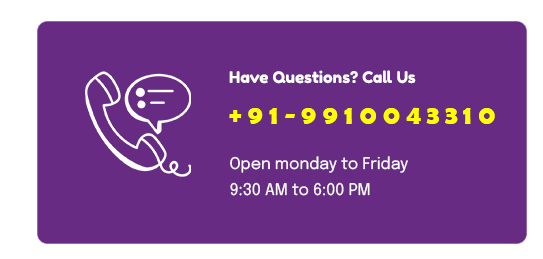 Have Questions? Call Us
+91-9910043310
Open monday to Friday
9:30 AM to 6:00 PM